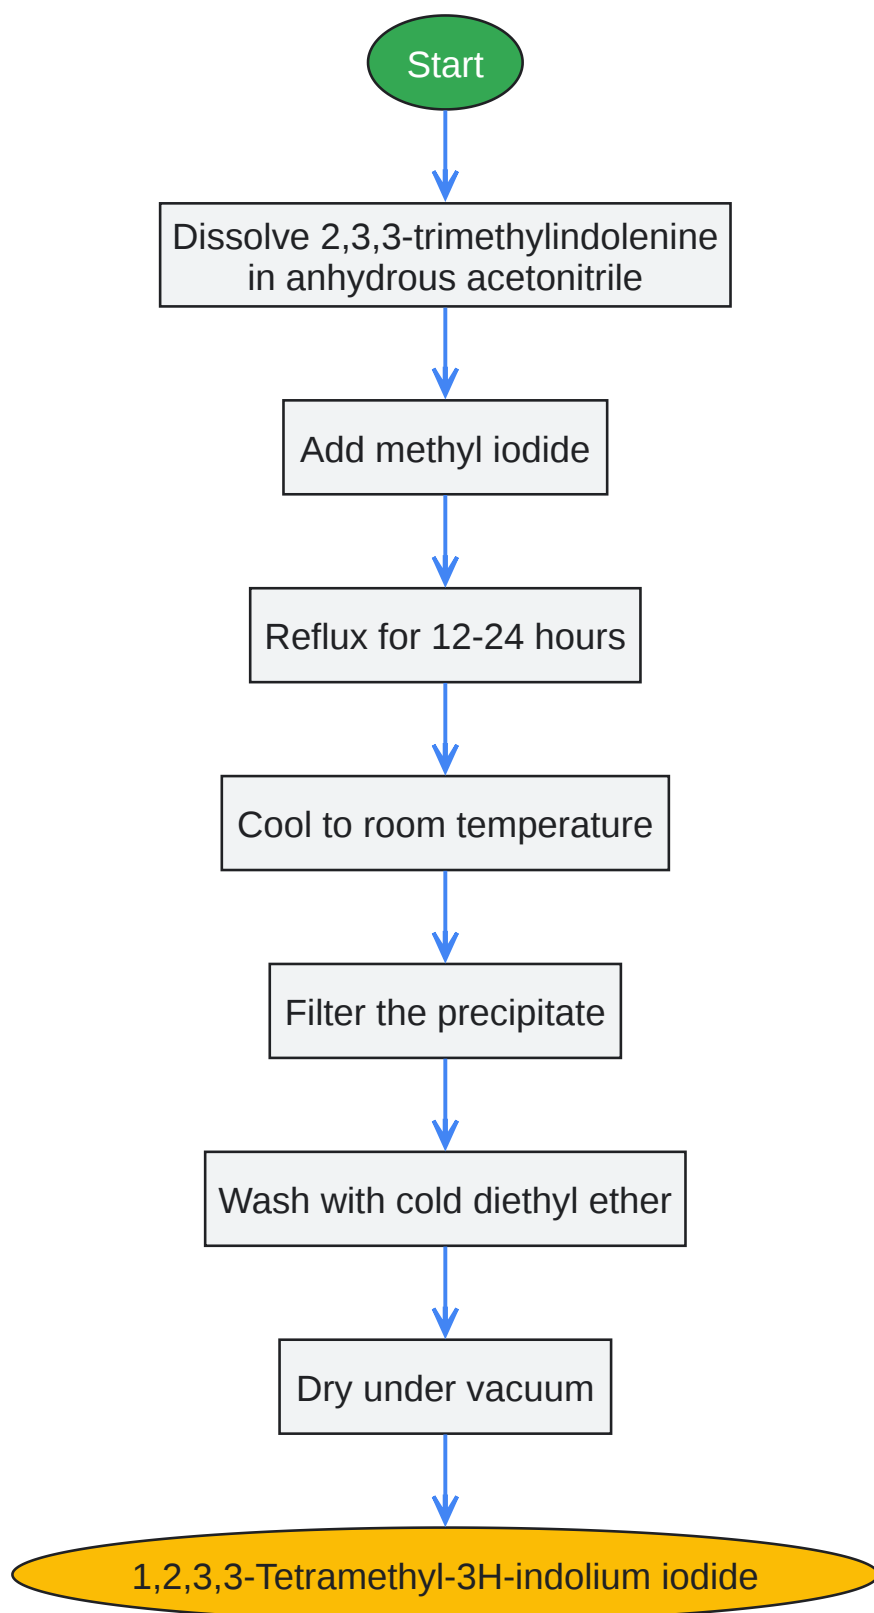 Start
Dissolve 2,3,3-trimethylindolenine
in anhydrous acetonitrile
Add methyl iodide
Reflux for 12-24 hours
Cool to room temperature
Filter the precipitate
Wash with cold diethyl ether
Dry under vacuum
1,2,3,3-Tetramethyl-3H-indolium iodide